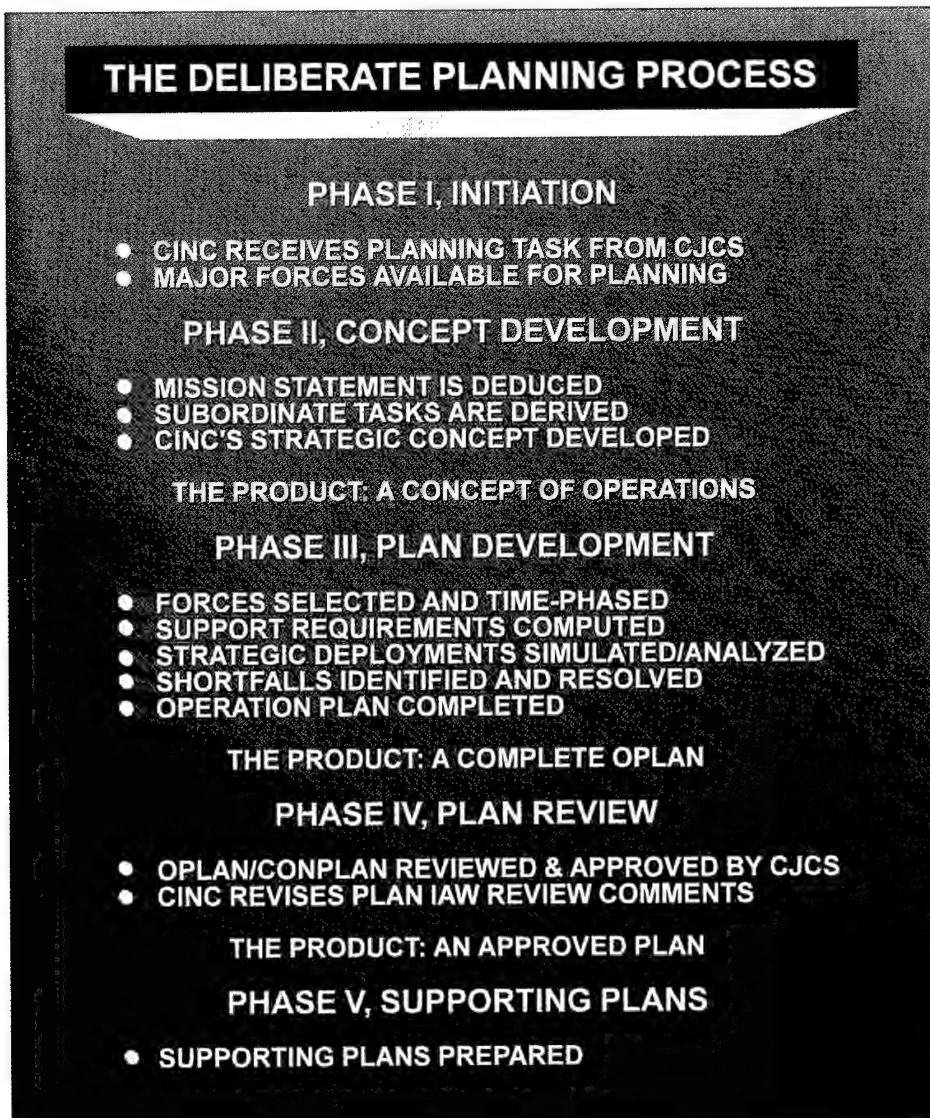 THE DELIBERATE PLANNING PROCESS
PHASE I, INITIATION
● CINC RECEIVES PLANNING TASK FROM CJCS
● MAJOR FORCES AVAILABLE FOR PLANNING
PHASE II, CONCEPT DEVELOPMENT
● MISSION STATEMENT IS DEDUCED
● SUBORDINATE TASKS ARE DERIVED
● CINC'S STRATEGIC CONCEPT DEVELOPED
THE PRODUCT: A CONCEPT OF OPERATIONS
PHASE III, PLAN DEVELOPMENT
● FORCES SELECTED AND TIME-PHASED
● SUPPORT REQUIREMENTS COMPUTED
● STRATEGIC DEPLOYMENTS SIMULATED/ANALYZED
● SHORTFALLS IDENTIFIED AND RESOLVED
● OPERATION PLAN COMPLETED
THE PRODUCT: A COMPLETE OPLAN
PHASE IV, PLAN REVIEW
● OPLAN/CONPLAN REVIEWED & APPROVED BY CJCS
● CINC REVISES PLAN IAW REVIEW COMMENTS
THE PRODUCT: AN APPROVED PLAN
PHASE V, SUPPORTING PLANS
● SUPPORTING PLANS PREPARED